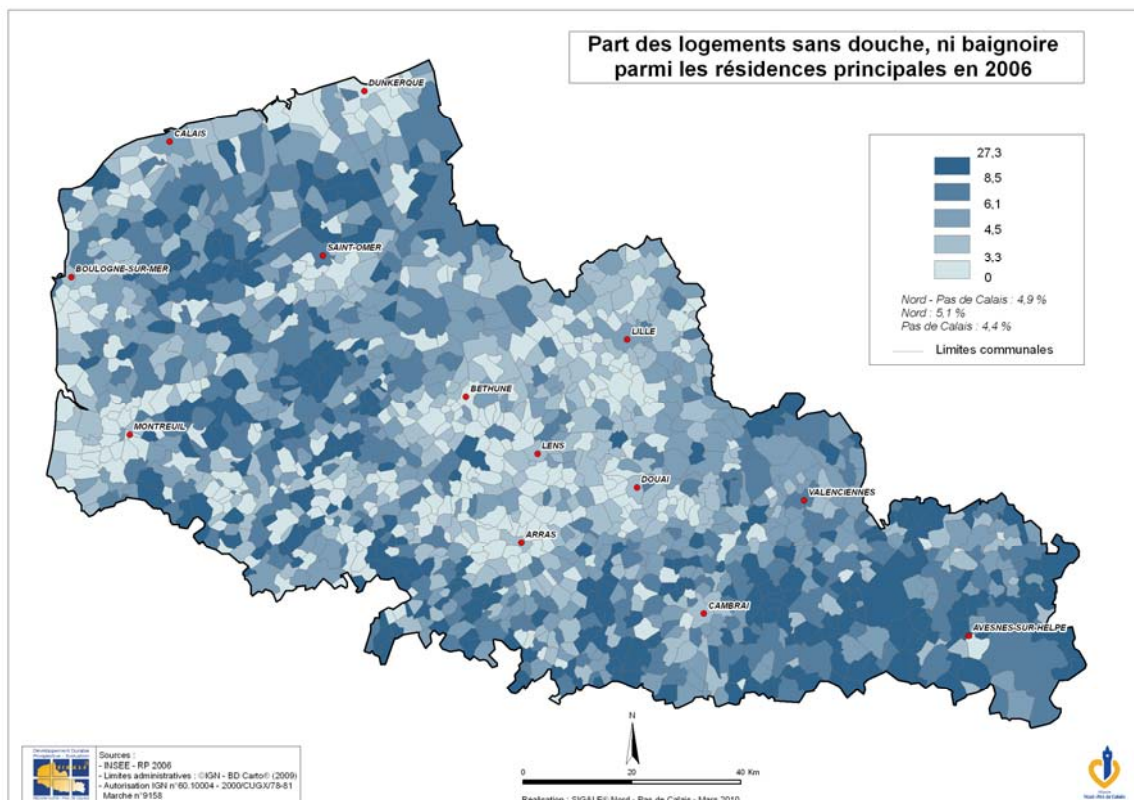 Part des logements sans douche, ni baignoire
parmi les résidences principales en 2006
DUNKERQUE
CALAIS
SAINT-OMER
BOULOGNE-SUR-MER
LILLE
BETHUNE
MONTREUIL
LENS
DOUAI
VALENCIENNES
ARRAS
CAMBRAI
AVESNES-SUR-HELPE
27,3
8,5
6,1
4,5
3,3
0
Nord - Pas de Calais : 4,9 %
Nord : 5,1 %
Pas de Calais : 4,4 %
Limites communales
N
0 20 40 Km
Sources :
- INSEE - RP 2006
- Limites administratives : ©IGN - BD Carto® (2009)
- Autorisation IGN n°60.10004 - 2000/CUGX/78-81
Marché n°9158
Réalisation : SIGALE® Nord - Pas de Calais - Mars 2010
Nord-Pas de Calais